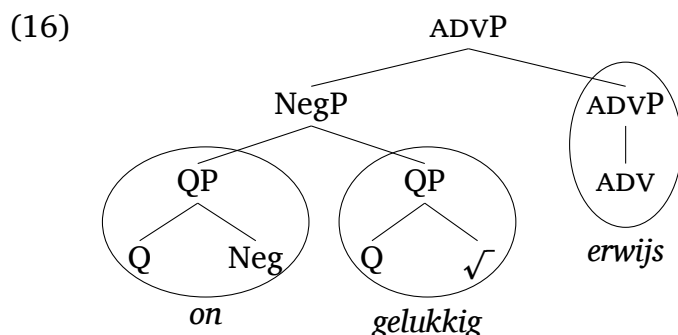 (16) ADVP
NegP ADVP
QP QP ADV
Q Neg Q √ erwijs
on gelukkig